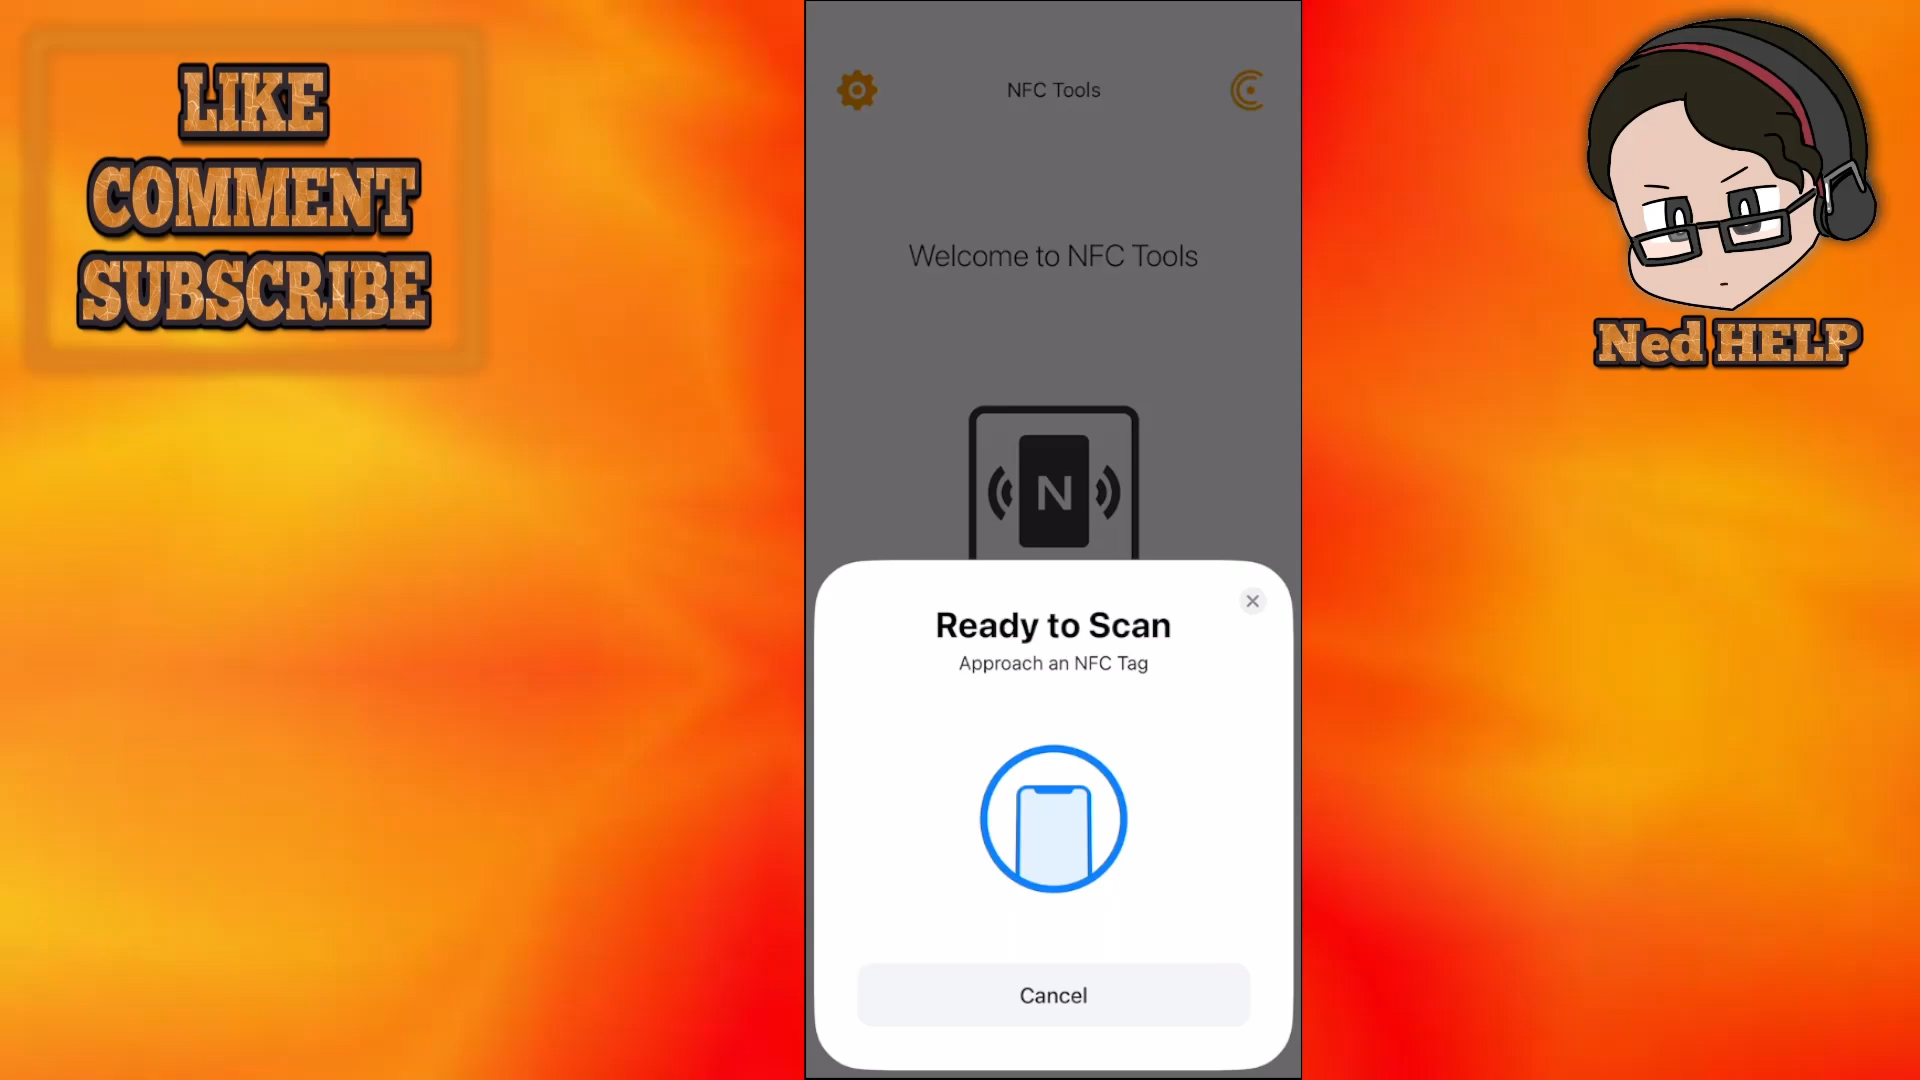 LIKE
COMMENT
SUBSCRIBE
NFC Tools
Welcome to NFC Tools
N
Ready to Scan
Approach an NFC Tag
Cancel
Ned HELP